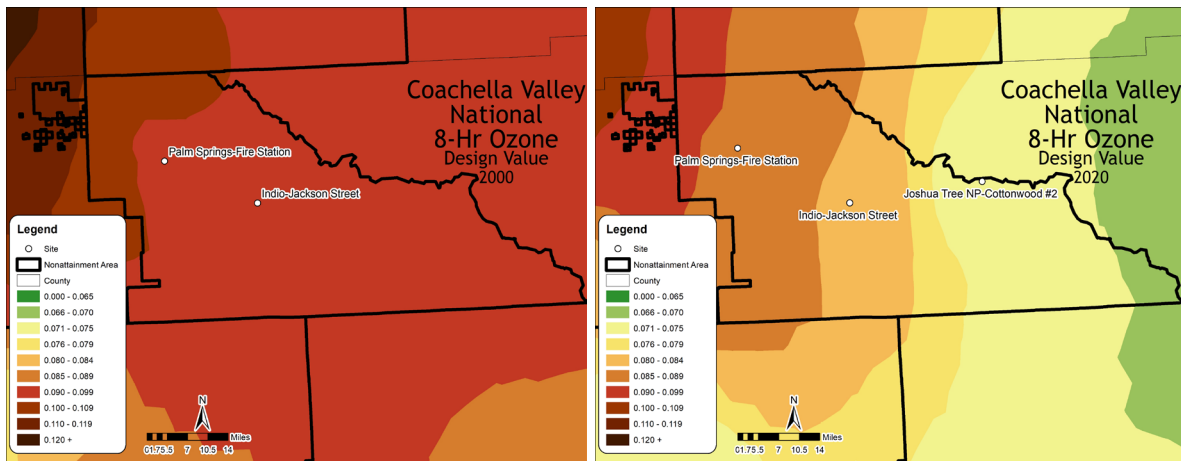 Coachella Valley
National
8-Hr Ozone
Design Value
2000
Palm Springs-Fire Station
Indio-Jackson Street
Legend
Site
Nonattainment Area
County
0.000 - 0.065
0.066 - 0.070
0.071 - 0.075
0.076 - 0.079
0.080 - 0.084
0.085 - 0.089
0.090 - 0.099
0.100 - 0.109
0.110 - 0.119
0.120 +
N
Miles
01.75.5 7 10.5 14
Coachella Valley
National
8-Hr Ozone
Design Value
2020
Palm Springs-Fire Station
Joshua Tree NP-Cottonwood #2
Indio-Jackson Street
Legend
Site
Nonattainment Area
County
0.000 - 0.065
0.066 - 0.070
0.071 - 0.075
0.076 - 0.079
0.080 - 0.084
0.085 - 0.089
0.090 - 0.099
0.100 - 0.109
0.110 - 0.119
0.120 +
N
Miles
01.75.5 7 10.5 14